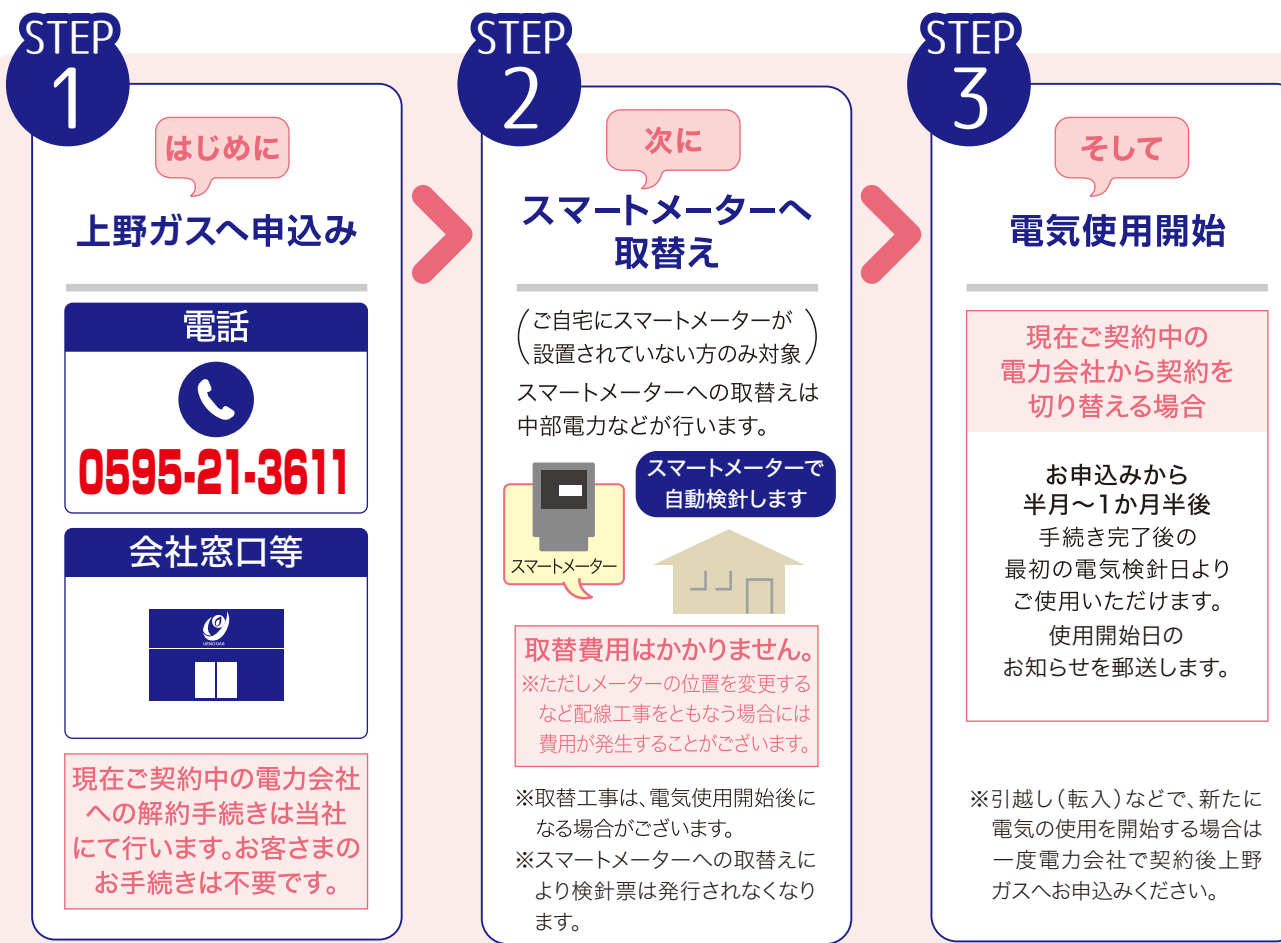 STEP
1
はじめに
上野ガスへ申込み
電話
0595-21-3611
会社窓口等
UENO GAS
現在ご契約中の電力会社
への解約手続きは当社
にて行います。お客さまの
お手続きは不要です。
STEP
2
次に
スマートメーターへ
取替え
(ご自宅にスマートメーターが
設置されていない方のみ対象)
スマートメーターへの取替えは
中部電力などが行います。
スマートメーター
スマートメーターで
自動検針します
取替費用はかかりません。
※ただしメーターの位置を変更する
など配線工事をともなう場合には
費用が発生することがございます。
※取替工事は、電気使用開始後に
なる場合がございます。
※スマートメーターへの取替えに
より検針票は発行されなくなり
ます。
STEP
3
そして
電気使用開始
現在ご契約中の
電力会社から契約を
切り替える場合
お申込みから
半月〜1か月半後
手続き完了後の
最初の電気検針日より
ご使用いただけます。
使用開始日の
お知らせを郵送します。
※引越し(転入)などで、新たに
電気の使用を開始する場合は
一度電力会社で契約後上野
ガスへお申込みください。